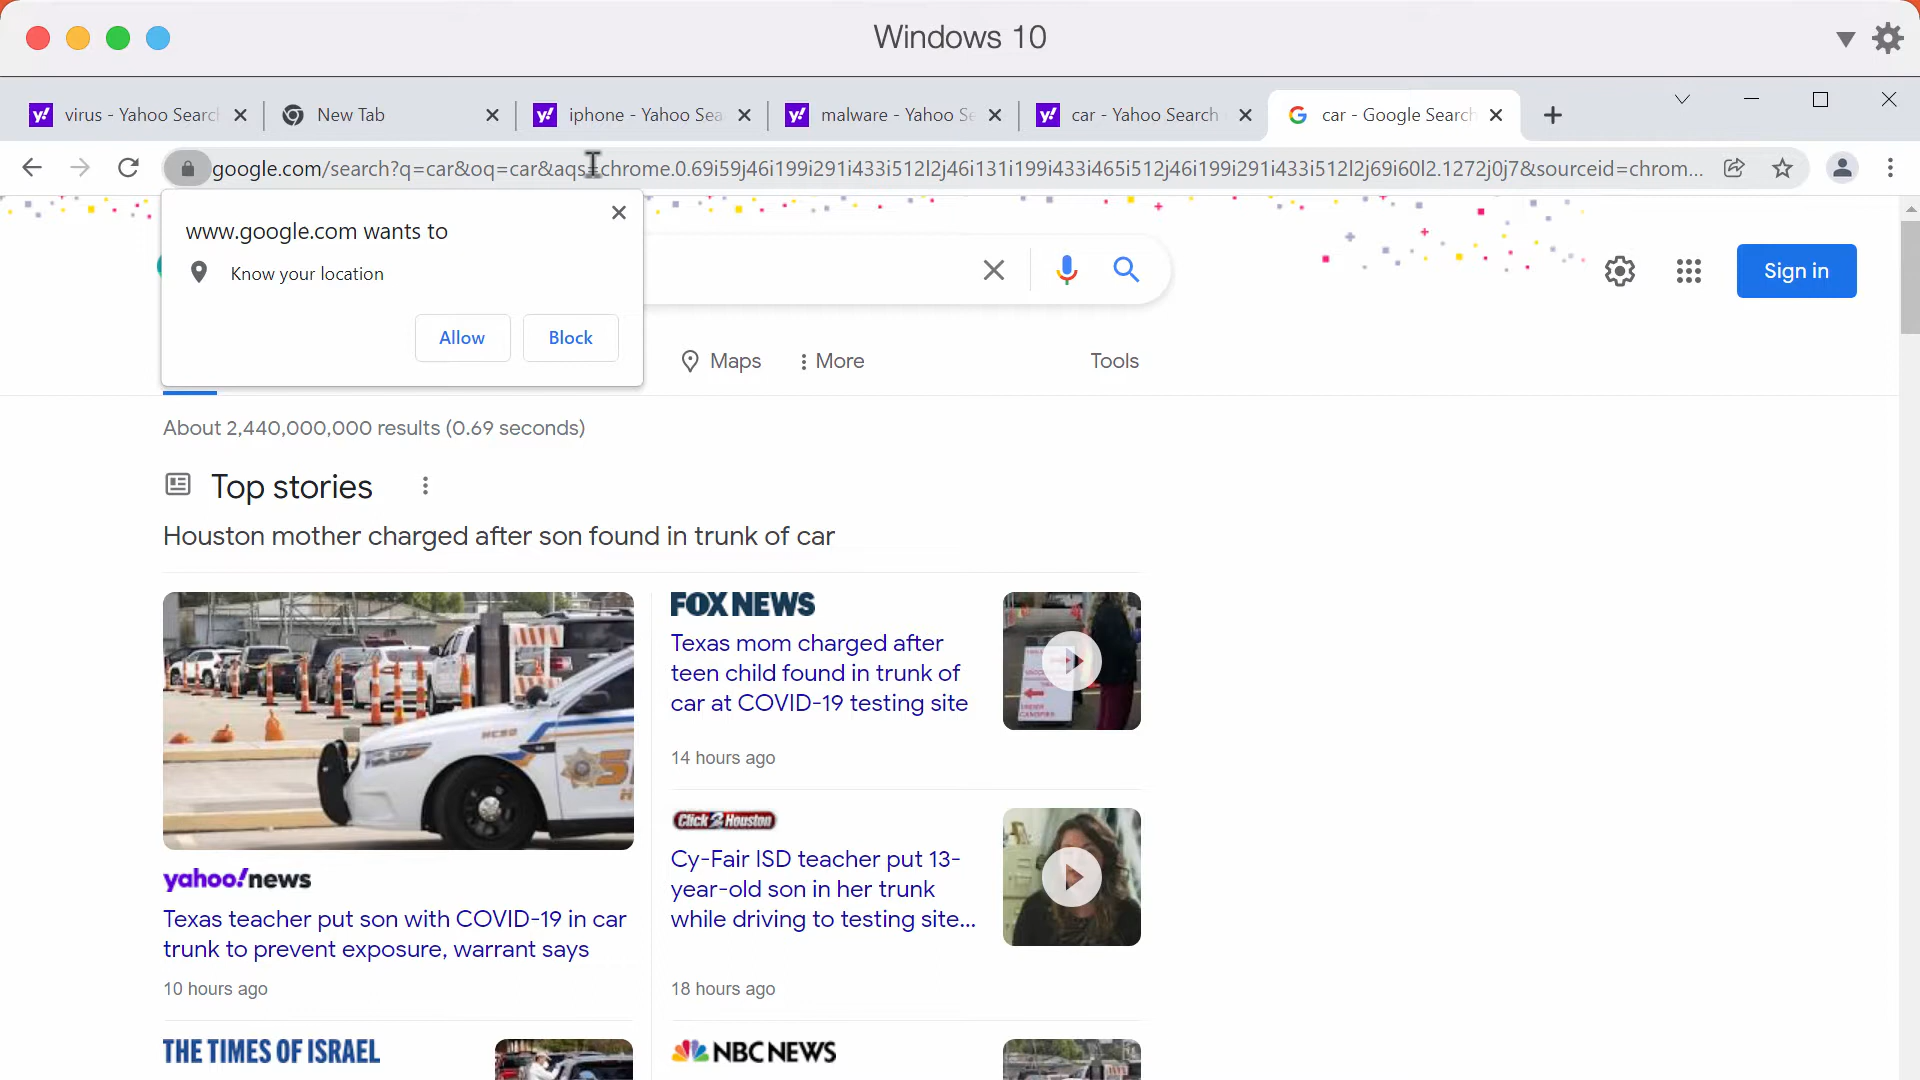 Windows 10
virus - Yahoo Searc
New Tab
iphone - Yahoo Sea
malware - Yahoo Se
car - Yahoo Search
car - Google Search
google.com/search?q=car&oq=car&aqs=chrome.0.69i59j46i199i291i433i512l2j46i131i199i433i465i512j46i199i291i433i512l2j69i60l2.1272j0j7&sourceid=chrom...
www.google.com wants to
Know your location
Allow
Block
Sign in
Maps
More
Tools
About 2,440,000,000 results (0.69 seconds)
Top stories
Houston mother charged after son found in trunk of car
HCSO
yahoo!news
Texas teacher put son with COVID-19 in car
trunk to prevent exposure, warrant says
10 hours ago
FOX NEWS
Texas mom charged after
teen child found in trunk of
car at COVID-19 testing site
14 hours ago
Click2Houston
Cy-Fair ISD teacher put 13-
year-old son in her trunk
while driving to testing site...
18 hours ago
THE TIMES OF ISRAEL
NBC NEWS